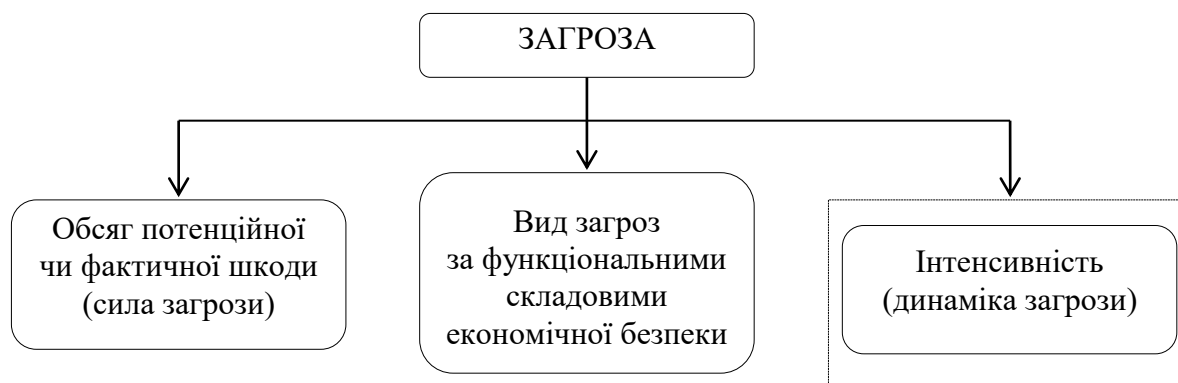 ЗАГРОЗА
Обсяг потенційної
чи фактичної шкоди
(сила загрози)
Вид загроз
за функціональними
складовими
економічної безпеки
Інтенсивність
(динаміка загрози)